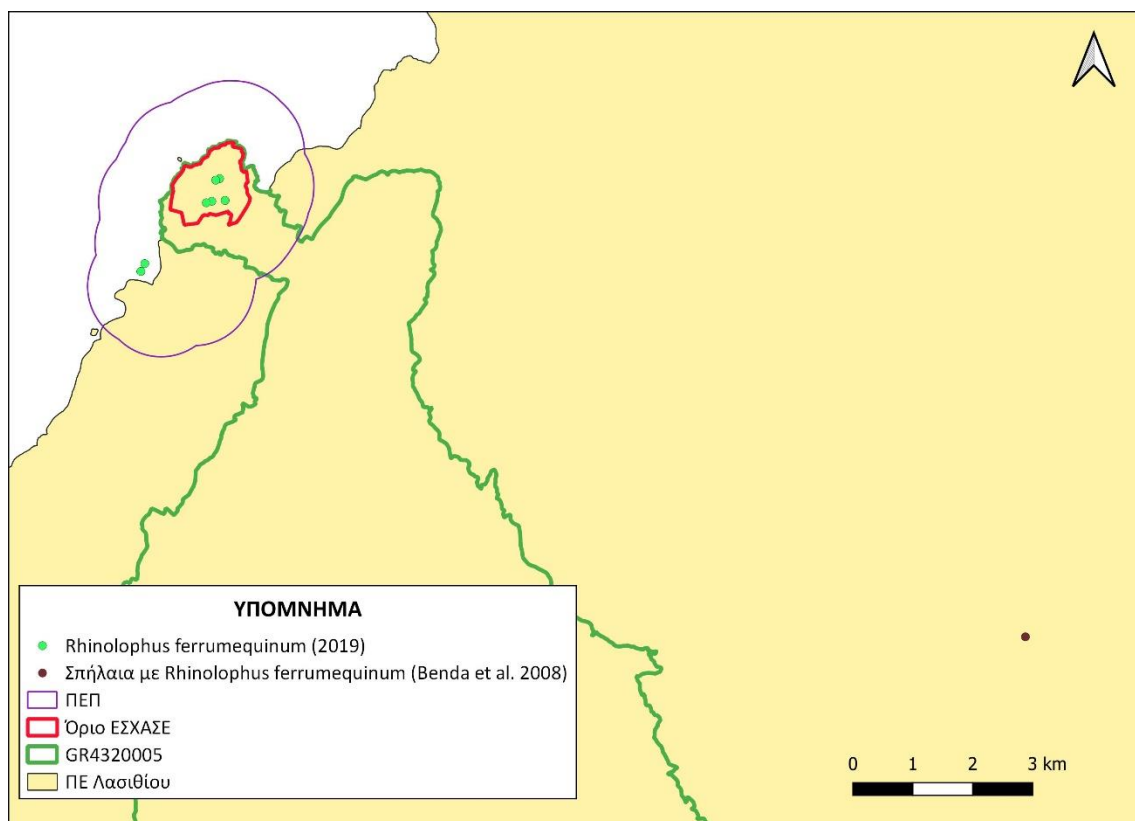 ΥΠΟΜΝΗΜΑ
Rhinolophus ferrumequinum (2019)
Σπήλαια με Rhinolophus ferrumequinum (Benda et al. 2008)
ΠΕΠ
Όριο ΕΣΧΑΣΕ
GR4320005
ΠΕ Λασιθίου
0 1 2 3 km